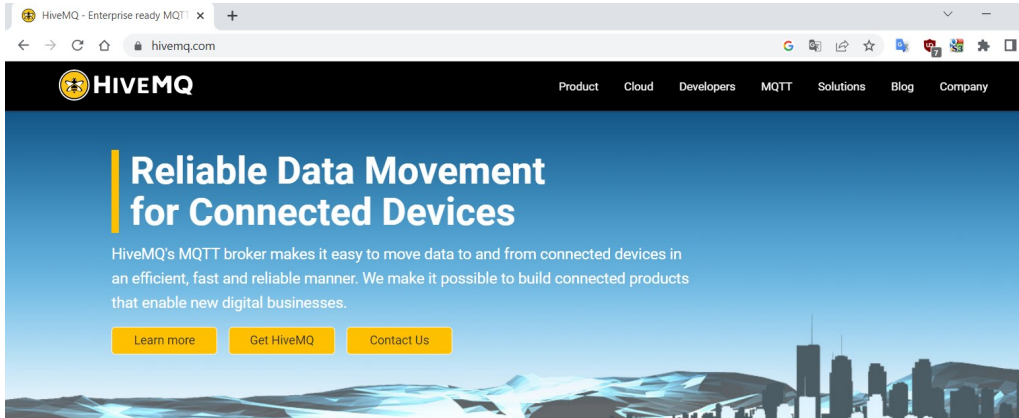 HiveMQ - Enterprise ready MQTT
hivemq.com
7
HIVEMQ
Product Cloud Developers MQTT Solutions Blog Company
Reliable Data Movement
for Connected Devices
HiveMQ's MQTT broker makes it easy to move data to and from connected devices in
an efficient, fast and reliable manner. We make it possible to build connected products
that enable new digital businesses.
Learn more Get HiveMQ Contact Us